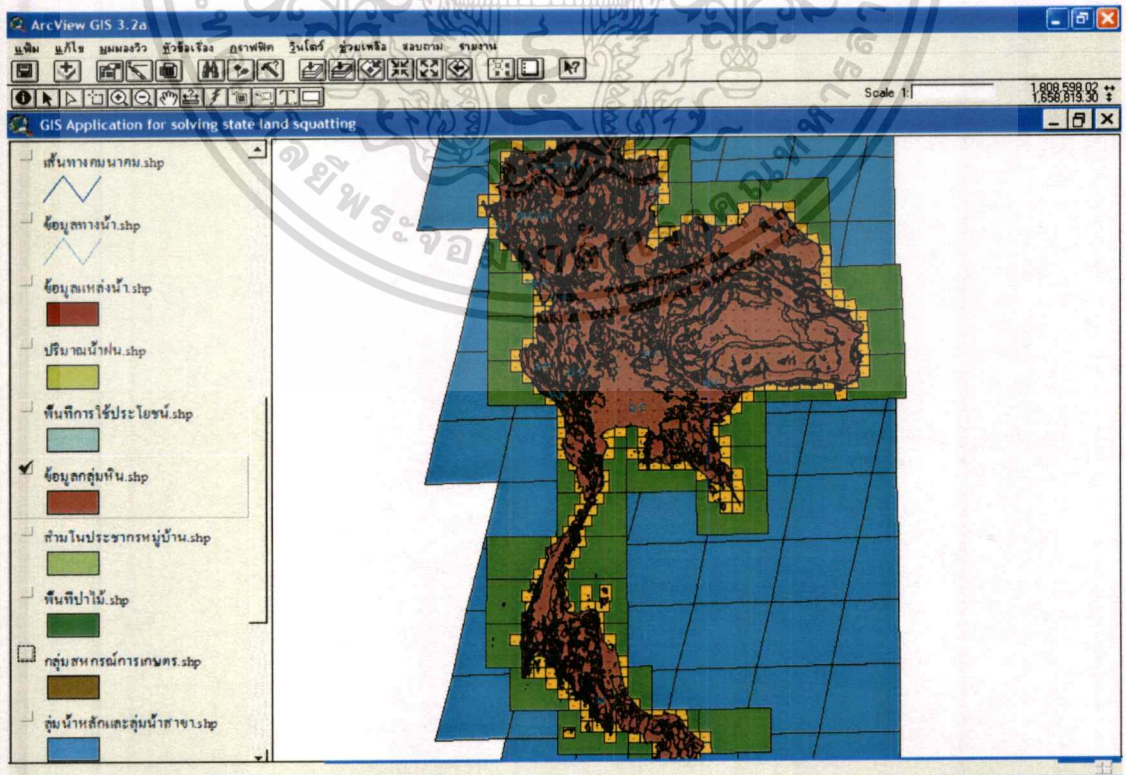 ArcView GIS 3.2a
แฟ้ม แก้ไข มุมมองวิว หัวข้อเรื่อง กราฟฟิค วินโดว์ ช่วยเหลือ สอบถาม รายงาน
Scale 1:
1,808,598.02
1,658,819.30
GIS Application for solving state land squatting
เส้นทางคมนาคม.shp
ข้อมูลทางน้ำ.shp
ข้อมูลแหล่งน้ำ.shp
ปริมาณน้ำฝน.shp
พื้นที่การใช้ประโยชน์.shp
ข้อมูลกลุ่มหิน.shp
สำมโนประชากรหมู่บ้าน.shp
พื้นที่ป่าไม้.shp
กลุ่มสหกรณ์การเกษตร.shp
ลุ่มน้ำหลักและลุ่มน้ำสาขา.shp